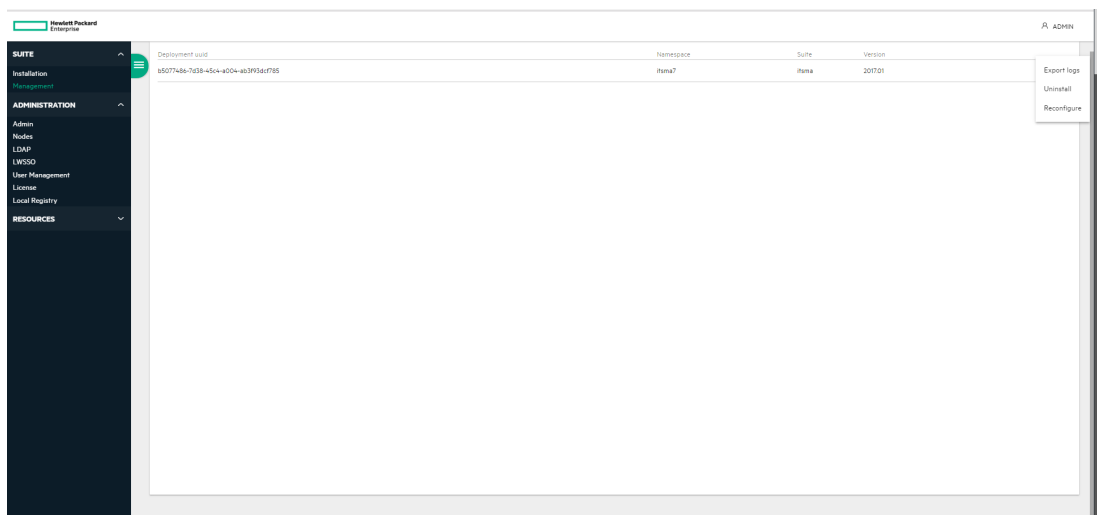 Hewlett Packard
Enterprise
ADMIN
SUITE
Installation
Management
ADMINISTRATION
Admin
Nodes
LDAP
LWSSO
User Management
License
Local Registry
RESOURCES
Deployment uuid Namespace Suite Version
b5077486-7d38-45c4-a004-ab3f93dcf785 itsma7 itsma 2017.01
Export logs
Uninstall
Reconfigure